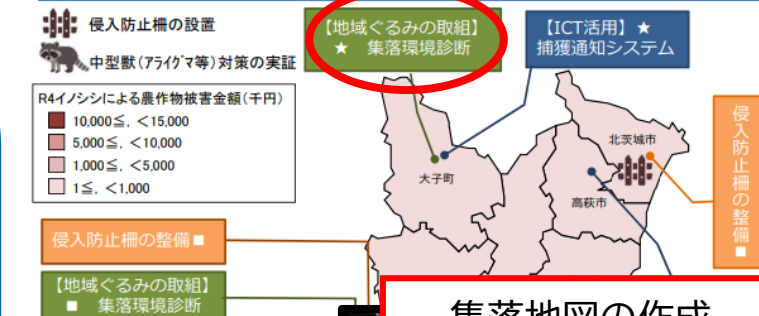 侵入防止柵の設置
中型獣(アライグマ等)対策の実証
【地域ぐるみの取組】
★ 集落環境診断
【ICT活用】★
捕獲通知システム
R4イノシシによる農作物被害金額(千円)
10,000≦, <15,000
5,000≦, <10,000
1,000≦, <5,000
1≦, <1,000
大子町
北茨城市
高萩市
侵入防止柵の整備■
侵入防止柵の整備■
【地域ぐるみの取組】
■ 集落環境診断
集落地図の作成